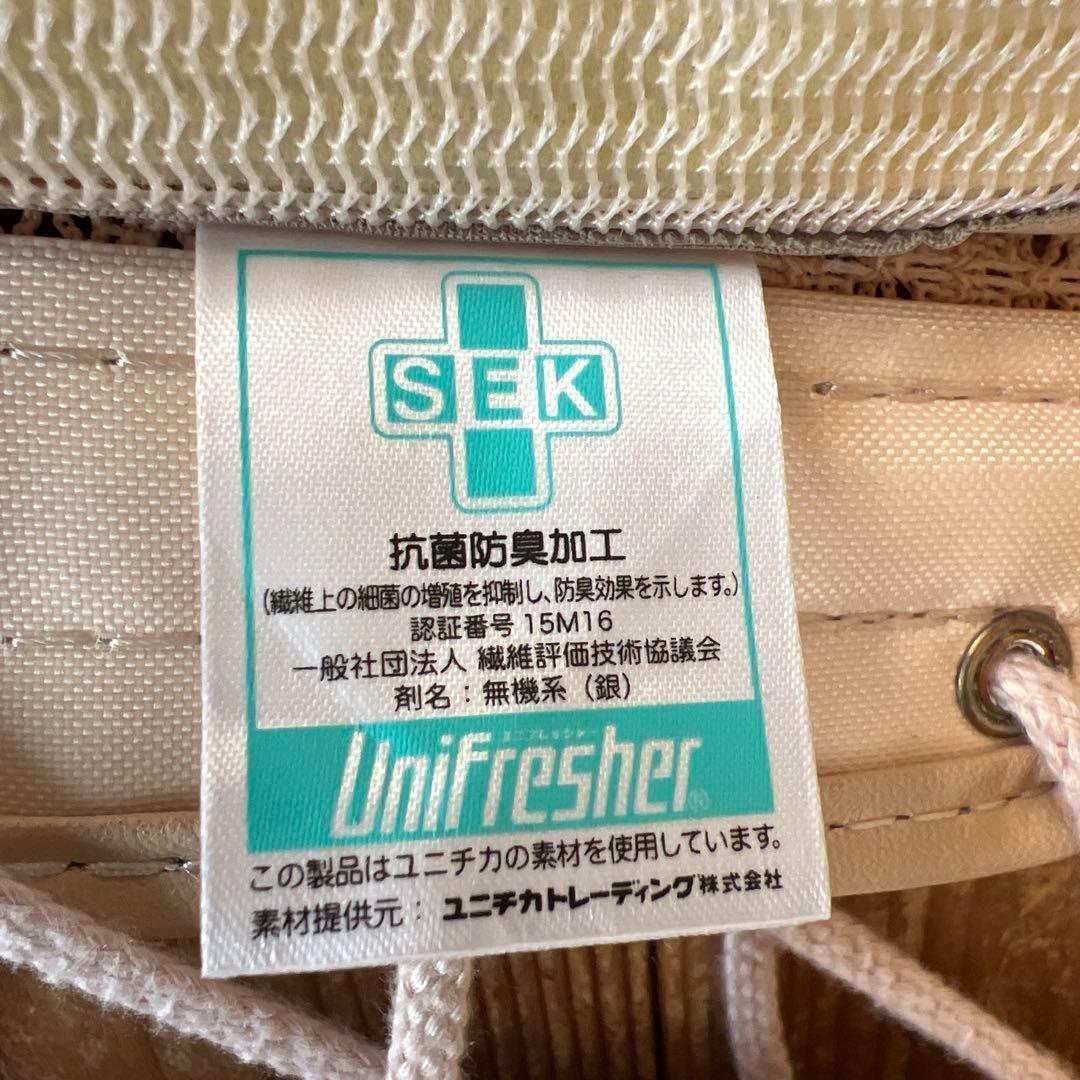 SEK
抗菌防臭加工
(繊維上の細菌の増殖を抑制し、防臭効果を示します。)
認証番号 15M16
一般社団法人 繊維評価技術協議会
剤名：無機系（銀）
ユニフレッシャー
Unifresher®
この製品はユニチカの素材を使用しています。
素材提供元： ユニチカトレーディング株式会社